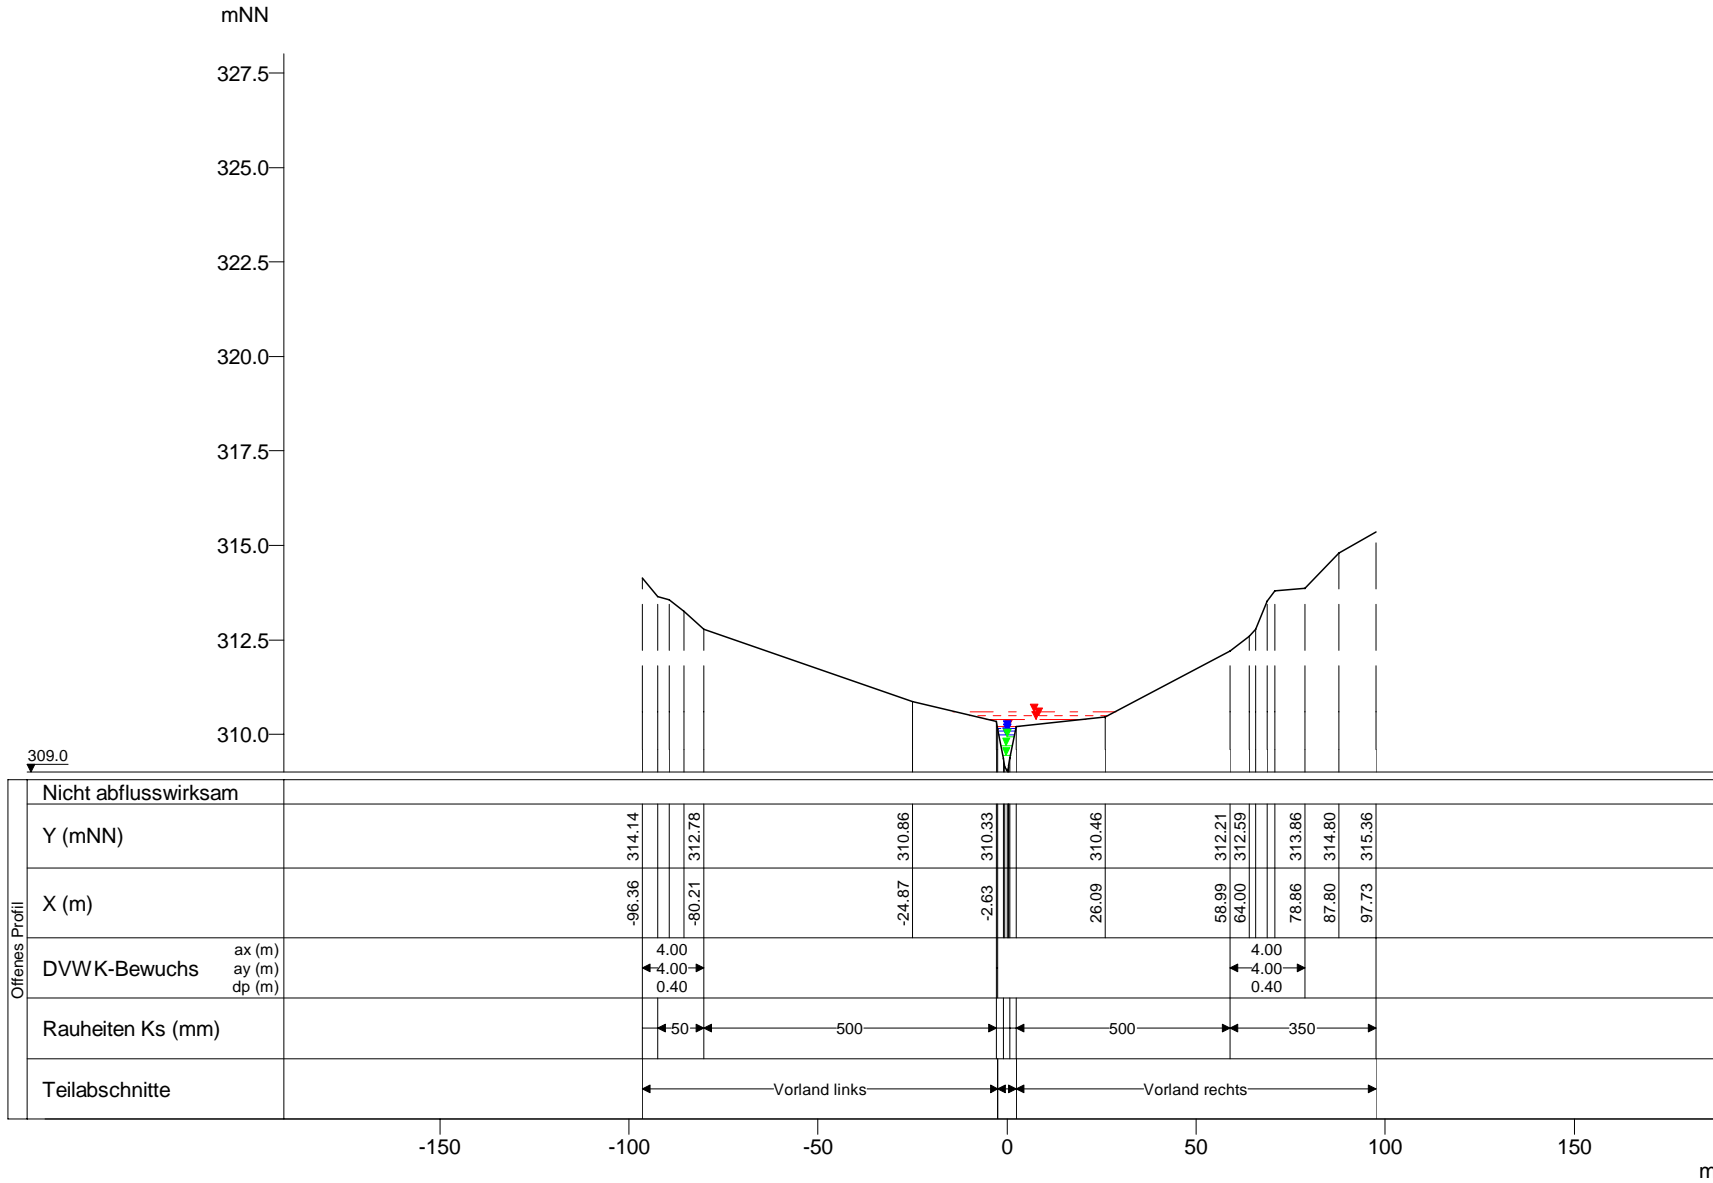 mNN
327.5
325.0
322.5
320.0
317.5
315.0
312.5
310.0
309.0
Offenes Profil
Nicht abflusswirksam
Y (mNN)
314.14 312.78 310.86 310.33 310.46 312.21 312.59 313.86 314.80 315.36
X (m)
-96.36 -80.21 -24.87 -2.63 26.09 58.99 64.00 78.86 87.80 97.73
DVWK-Bewuchs
ax (m) 4.00 4.00
ay (m) 4.00 4.00
dp (m) 0.40 0.40
Rauheiten Ks (mm) 50 500 500 350
Teilabschnitte Vorland links Vorland rechts
-150 -100 -50 0 50 100 150
m